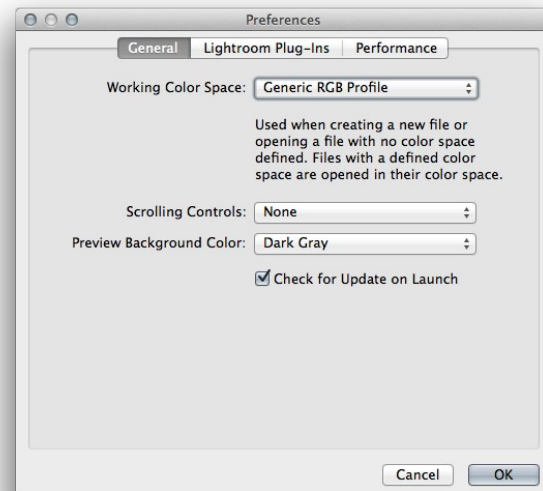 Preferences
General Lightroom Plug-Ins Performance
Working Color Space: Generic RGB Profile
Used when creating a new file or
opening a file with no color space
defined. Files with a defined color
space are opened in their color space.
Scrolling Controls: None
Preview Background Color: Dark Gray
Check for Update on Launch
Cancel OK